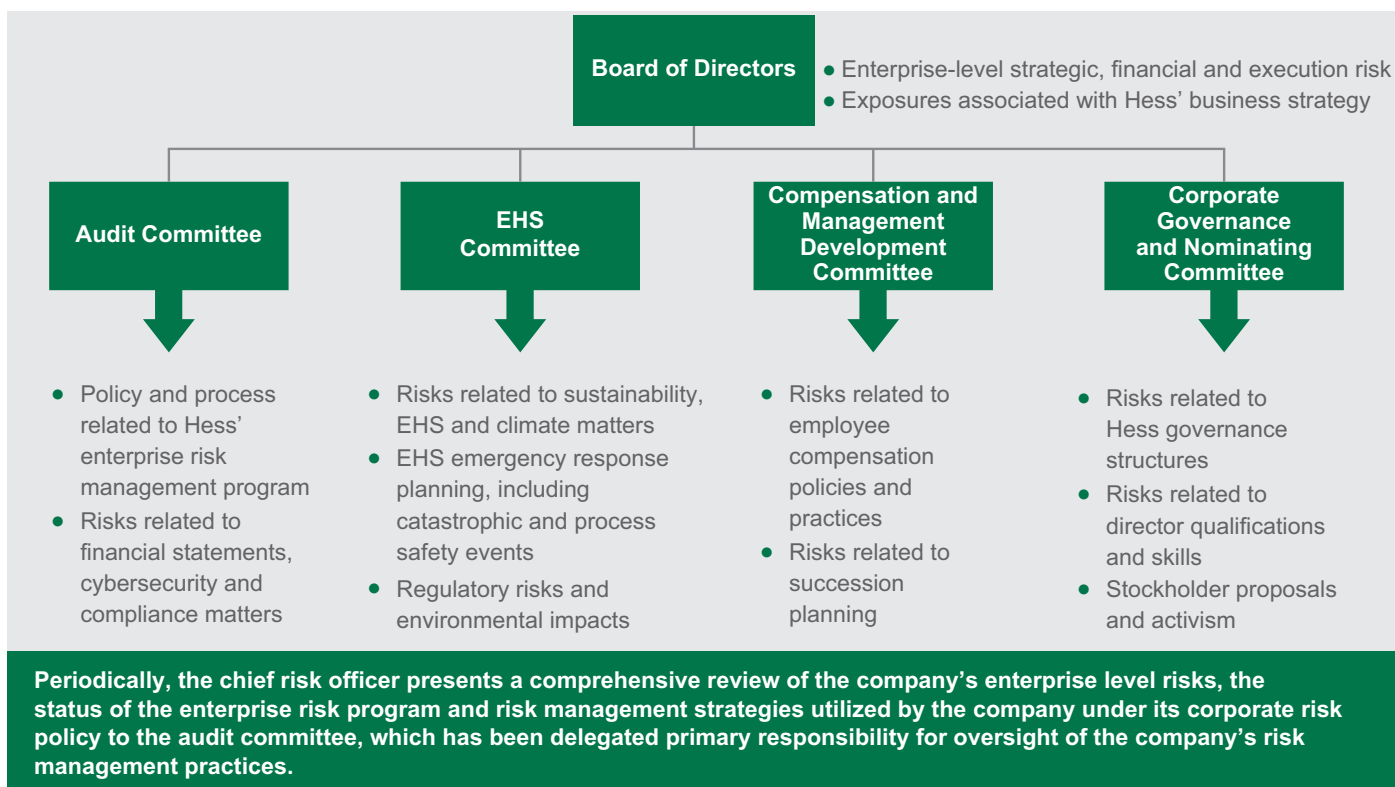 Board of Directors
● Enterprise-level strategic, financial and execution risk
● Exposures associated with Hess' business strategy
Audit Committee
EHS
Committee
Compensation and
Management
Development
Committee
Corporate
Governance
and Nominating
Committee
● Policy and process
related to Hess'
enterprise risk
management program
● Risks related to
financial statements,
cybersecurity and
compliance matters
● Risks related to sustainability,
EHS and climate matters
● EHS emergency response
planning, including
catastrophic and process
safety events
● Regulatory risks and
environmental impacts
● Risks related to
employee
compensation
policies and
practices
● Risks related to
succession
planning
● Risks related to
Hess governance
structures
● Risks related to
director qualifications
and skills
● Stockholder proposals
and activism
Periodically, the chief risk officer presents a comprehensive review of the company's enterprise level risks, the
status of the enterprise risk program and risk management strategies utilized by the company under its corporate risk
policy to the audit committee, which has been delegated primary responsibility for oversight of the company's risk
management practices.